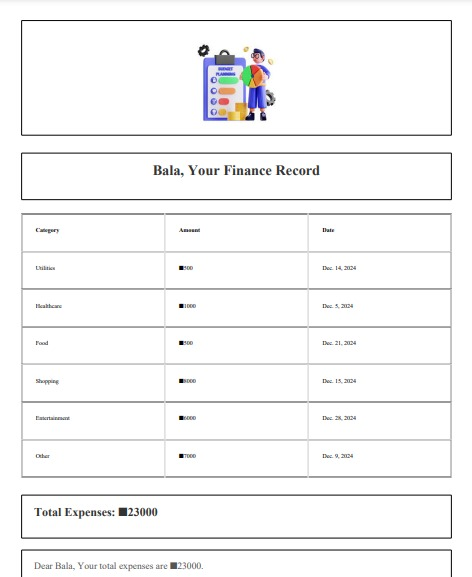 BUDGET
PLANNING
Bala, Your Finance Record
Category Amount Date
Utilities ■500 Dec. 14, 2024
Healthcare ■1000 Dec. 5, 2024
Food ■500 Dec. 21, 2024
Shopping ■8000 Dec. 15, 2024
Entertainment ■6000 Dec. 28, 2024
Other ■7000 Dec. 9, 2024
Total Expenses: ■23000
Dear Bala, Your total expenses are ■23000.